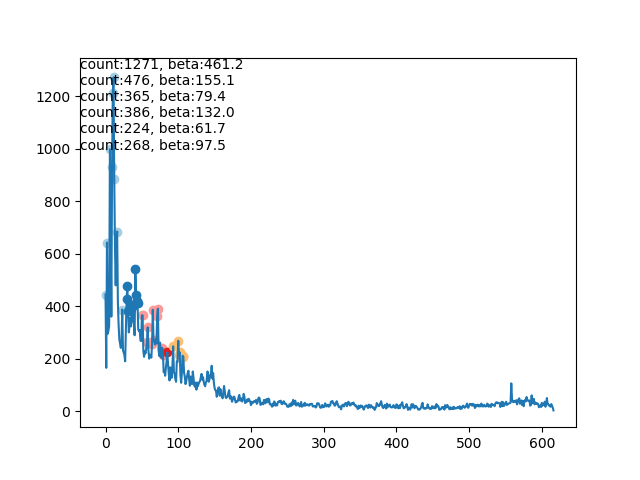 count:1271, beta:461.2
count:476, beta:155.1
count:365, beta:79.4
count:386, beta:132.0
count:224, beta:61.7
count:268, beta:97.5
1200
1000
800
600
400
200
0
0 100 200 300 400 500 600